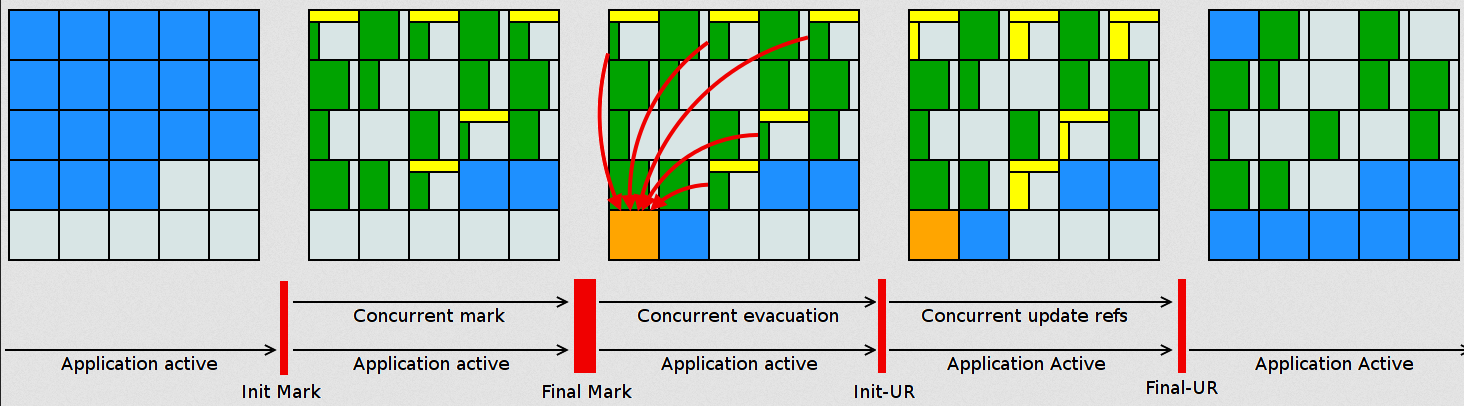 Concurrent mark
Concurrent evacuation
Concurrent update refs
Application active
Application active
Application active
Application Active
Application Active
Init Mark
Final Mark
Init-UR
Final-UR